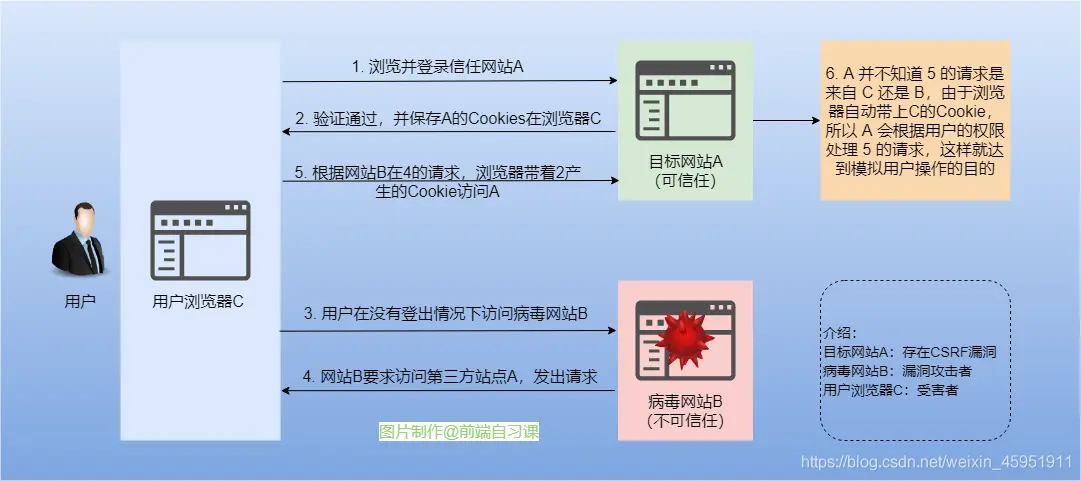 1. 浏览并登录信任网站A
2. 验证通过，并保存A的Cookies在浏览器C
5. 根据网站B在4的请求，浏览器带着2产
生的Cookie访问A
目标网站A
(可信任)
6. A 并不知道 5 的请求是
来自 C 还是 B，由于浏览
器自动带上C的Cookie，
所以 A 会根据用户的权限
处理 5 的请求，这样就达
到模拟用户操作的目的
用户
用户浏览器C
3. 用户在没有登出情况下访问病毒网站B
4. 网站B要求访问第三方站点A，发出请求
病毒网站B
(不可信任)
介绍：
目标网站A：存在CSRF漏洞
病毒网站B：漏洞攻击者
用户浏览器C：受害者
图片制作@前端自习课
https://blog.csdn.net/weixin_45951911